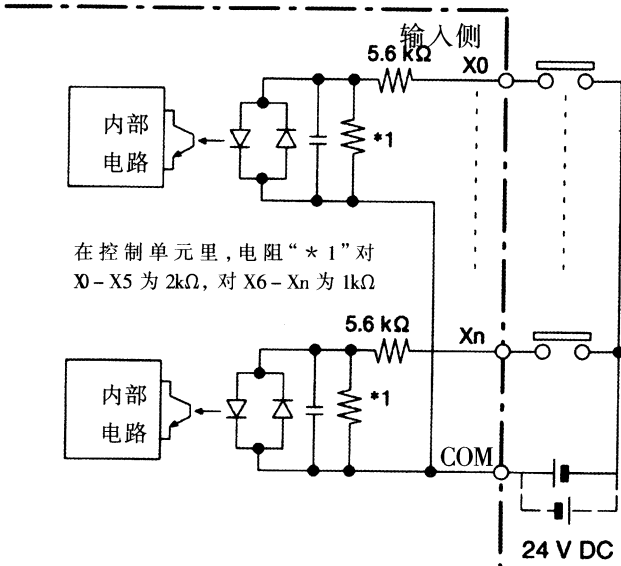 输入侧
5.6 kΩ
X0
内部
电路
*1
在控制单元里,电阻“*1”对
X0-X5 为 2kΩ, 对 X6-Xn 为 1kΩ
5.6 kΩ
Xn
内部
电路
*1
COM
24 V DC